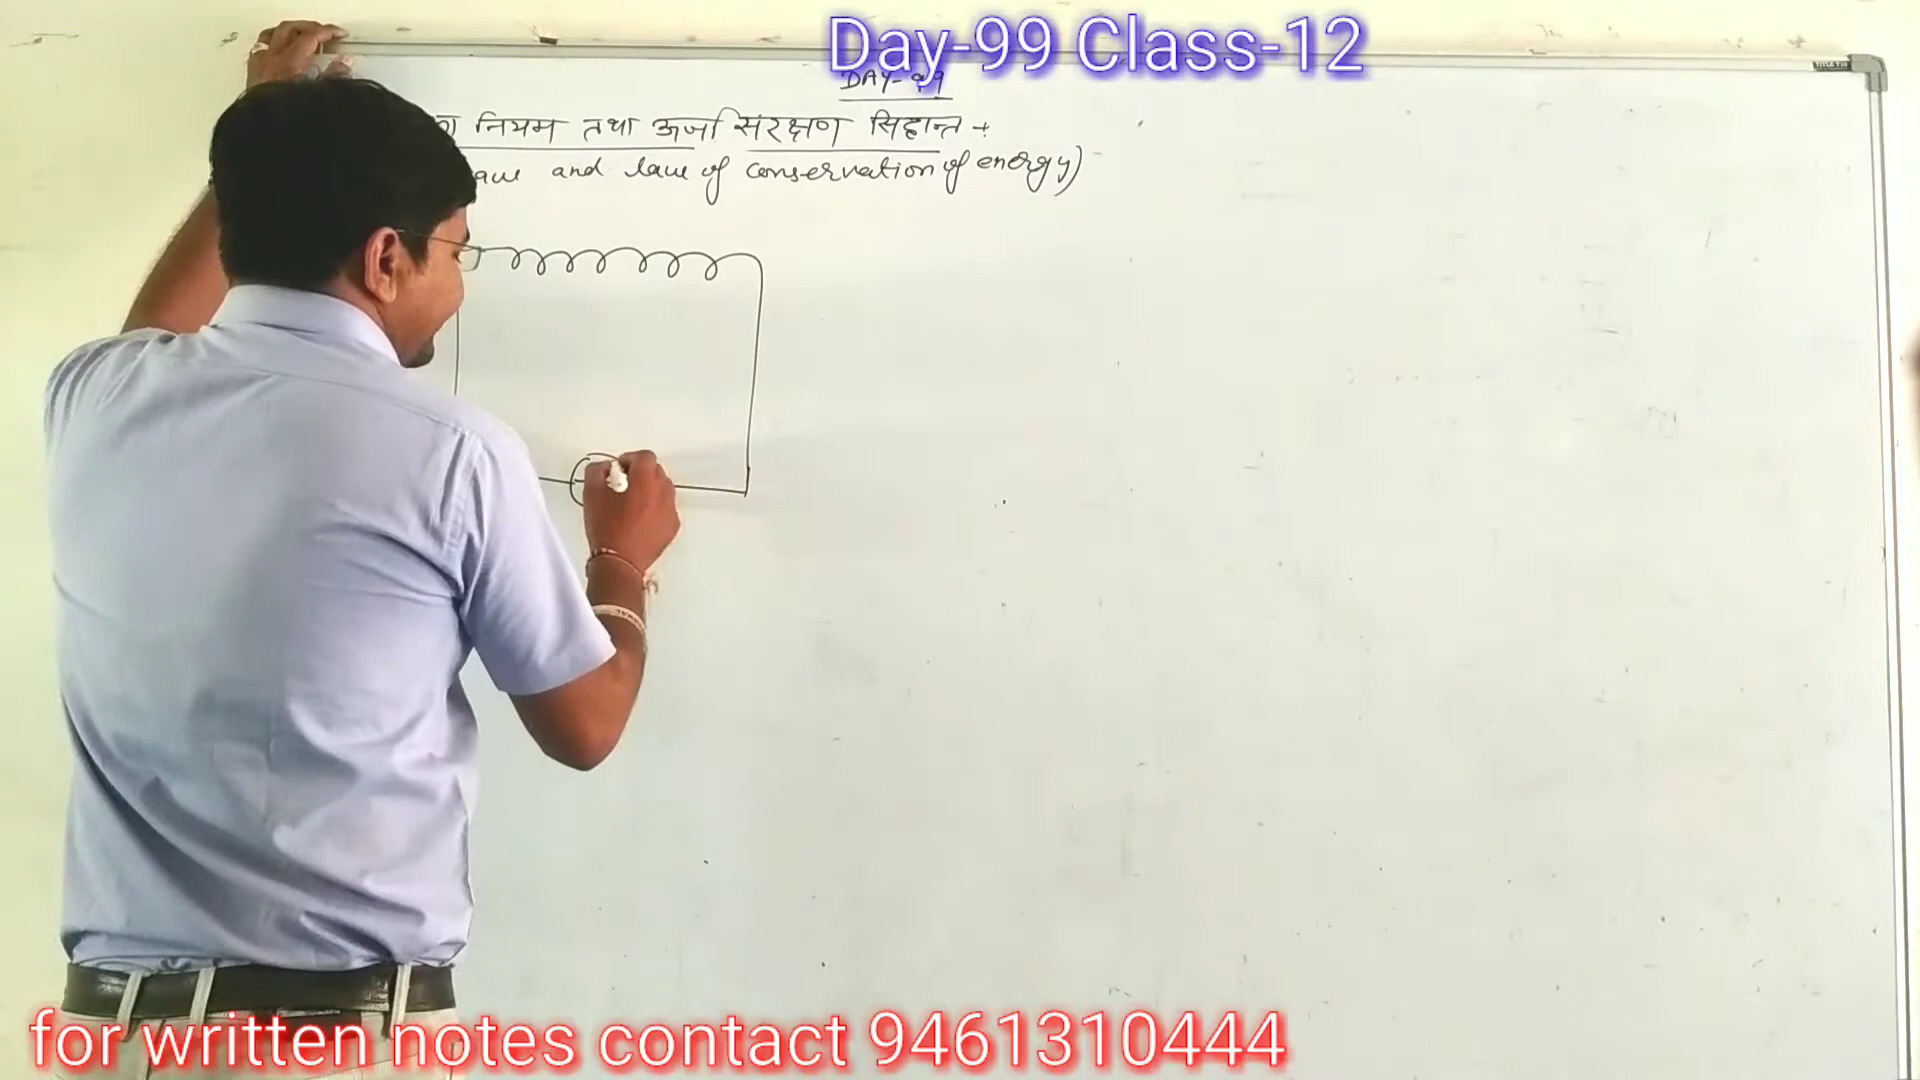 Day-99 Class-12
DAY-99
नियम तथा ऊर्जा संरक्षण सिद्धान्त :-
and law of conservation of energy)
for written notes contact 9461310444